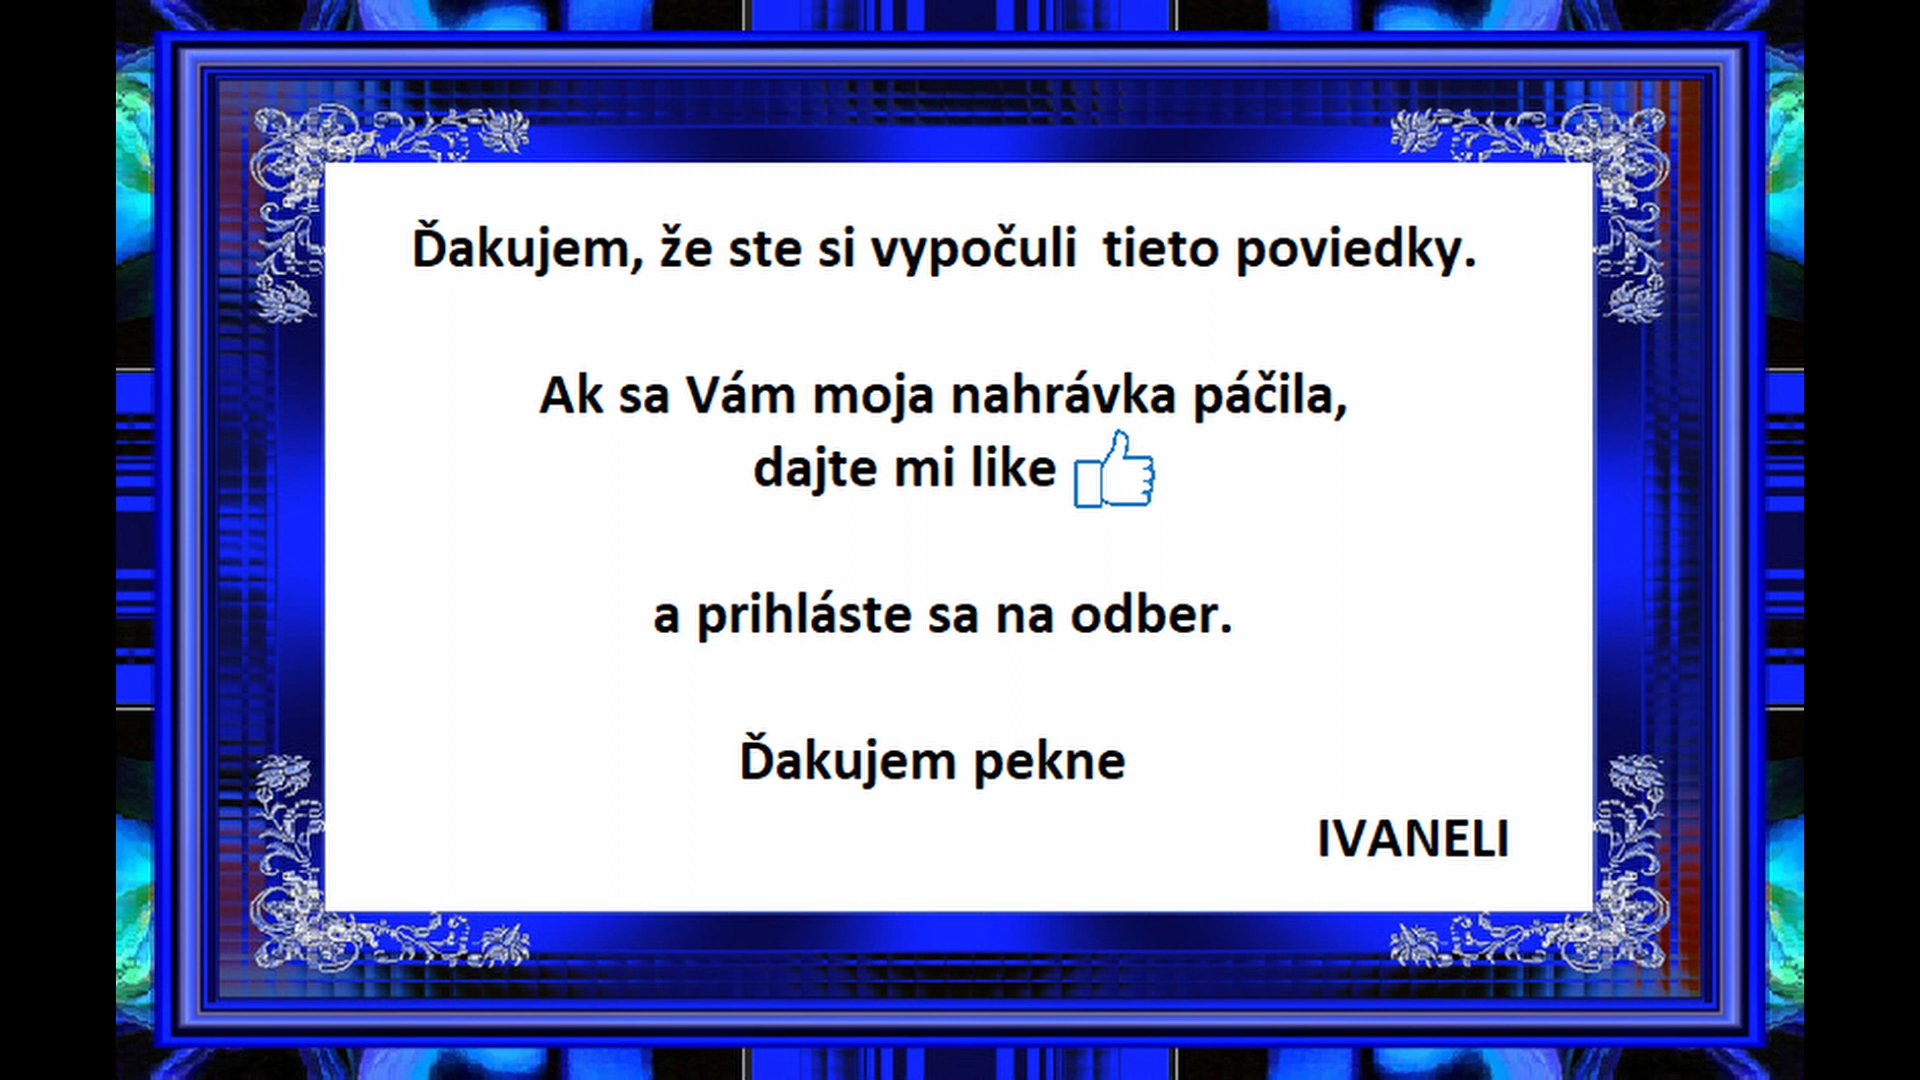 Ďakujem, že ste si vypočuli tieto poviedky.
Ak sa Vám moja nahrávka páčila,
dajte mi like
a prihláste sa na odber.
Ďakujem pekne
IVANELI